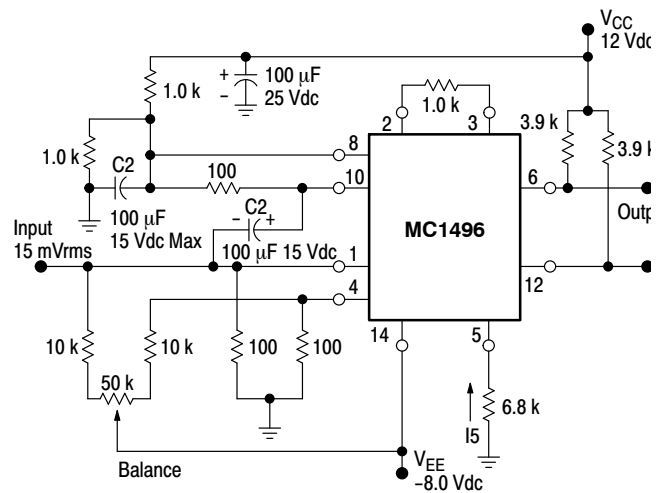 VCC
12 Vdc
+
−
100 µF
25 Vdc
1.0 k
1.0 k
2
3
3.9 k
3.9 k
1.0 k
8
C2
100
10
6
100 µF
15 Vdc Max
C2
−
+
MC1496
Outp
Input
15 mVrms
100 µF 15 Vdc
1
12
4
14
5
10 k
10 k
100
100
50 k
6.8 k
I5
Balance
VEE
−8.0 Vdc